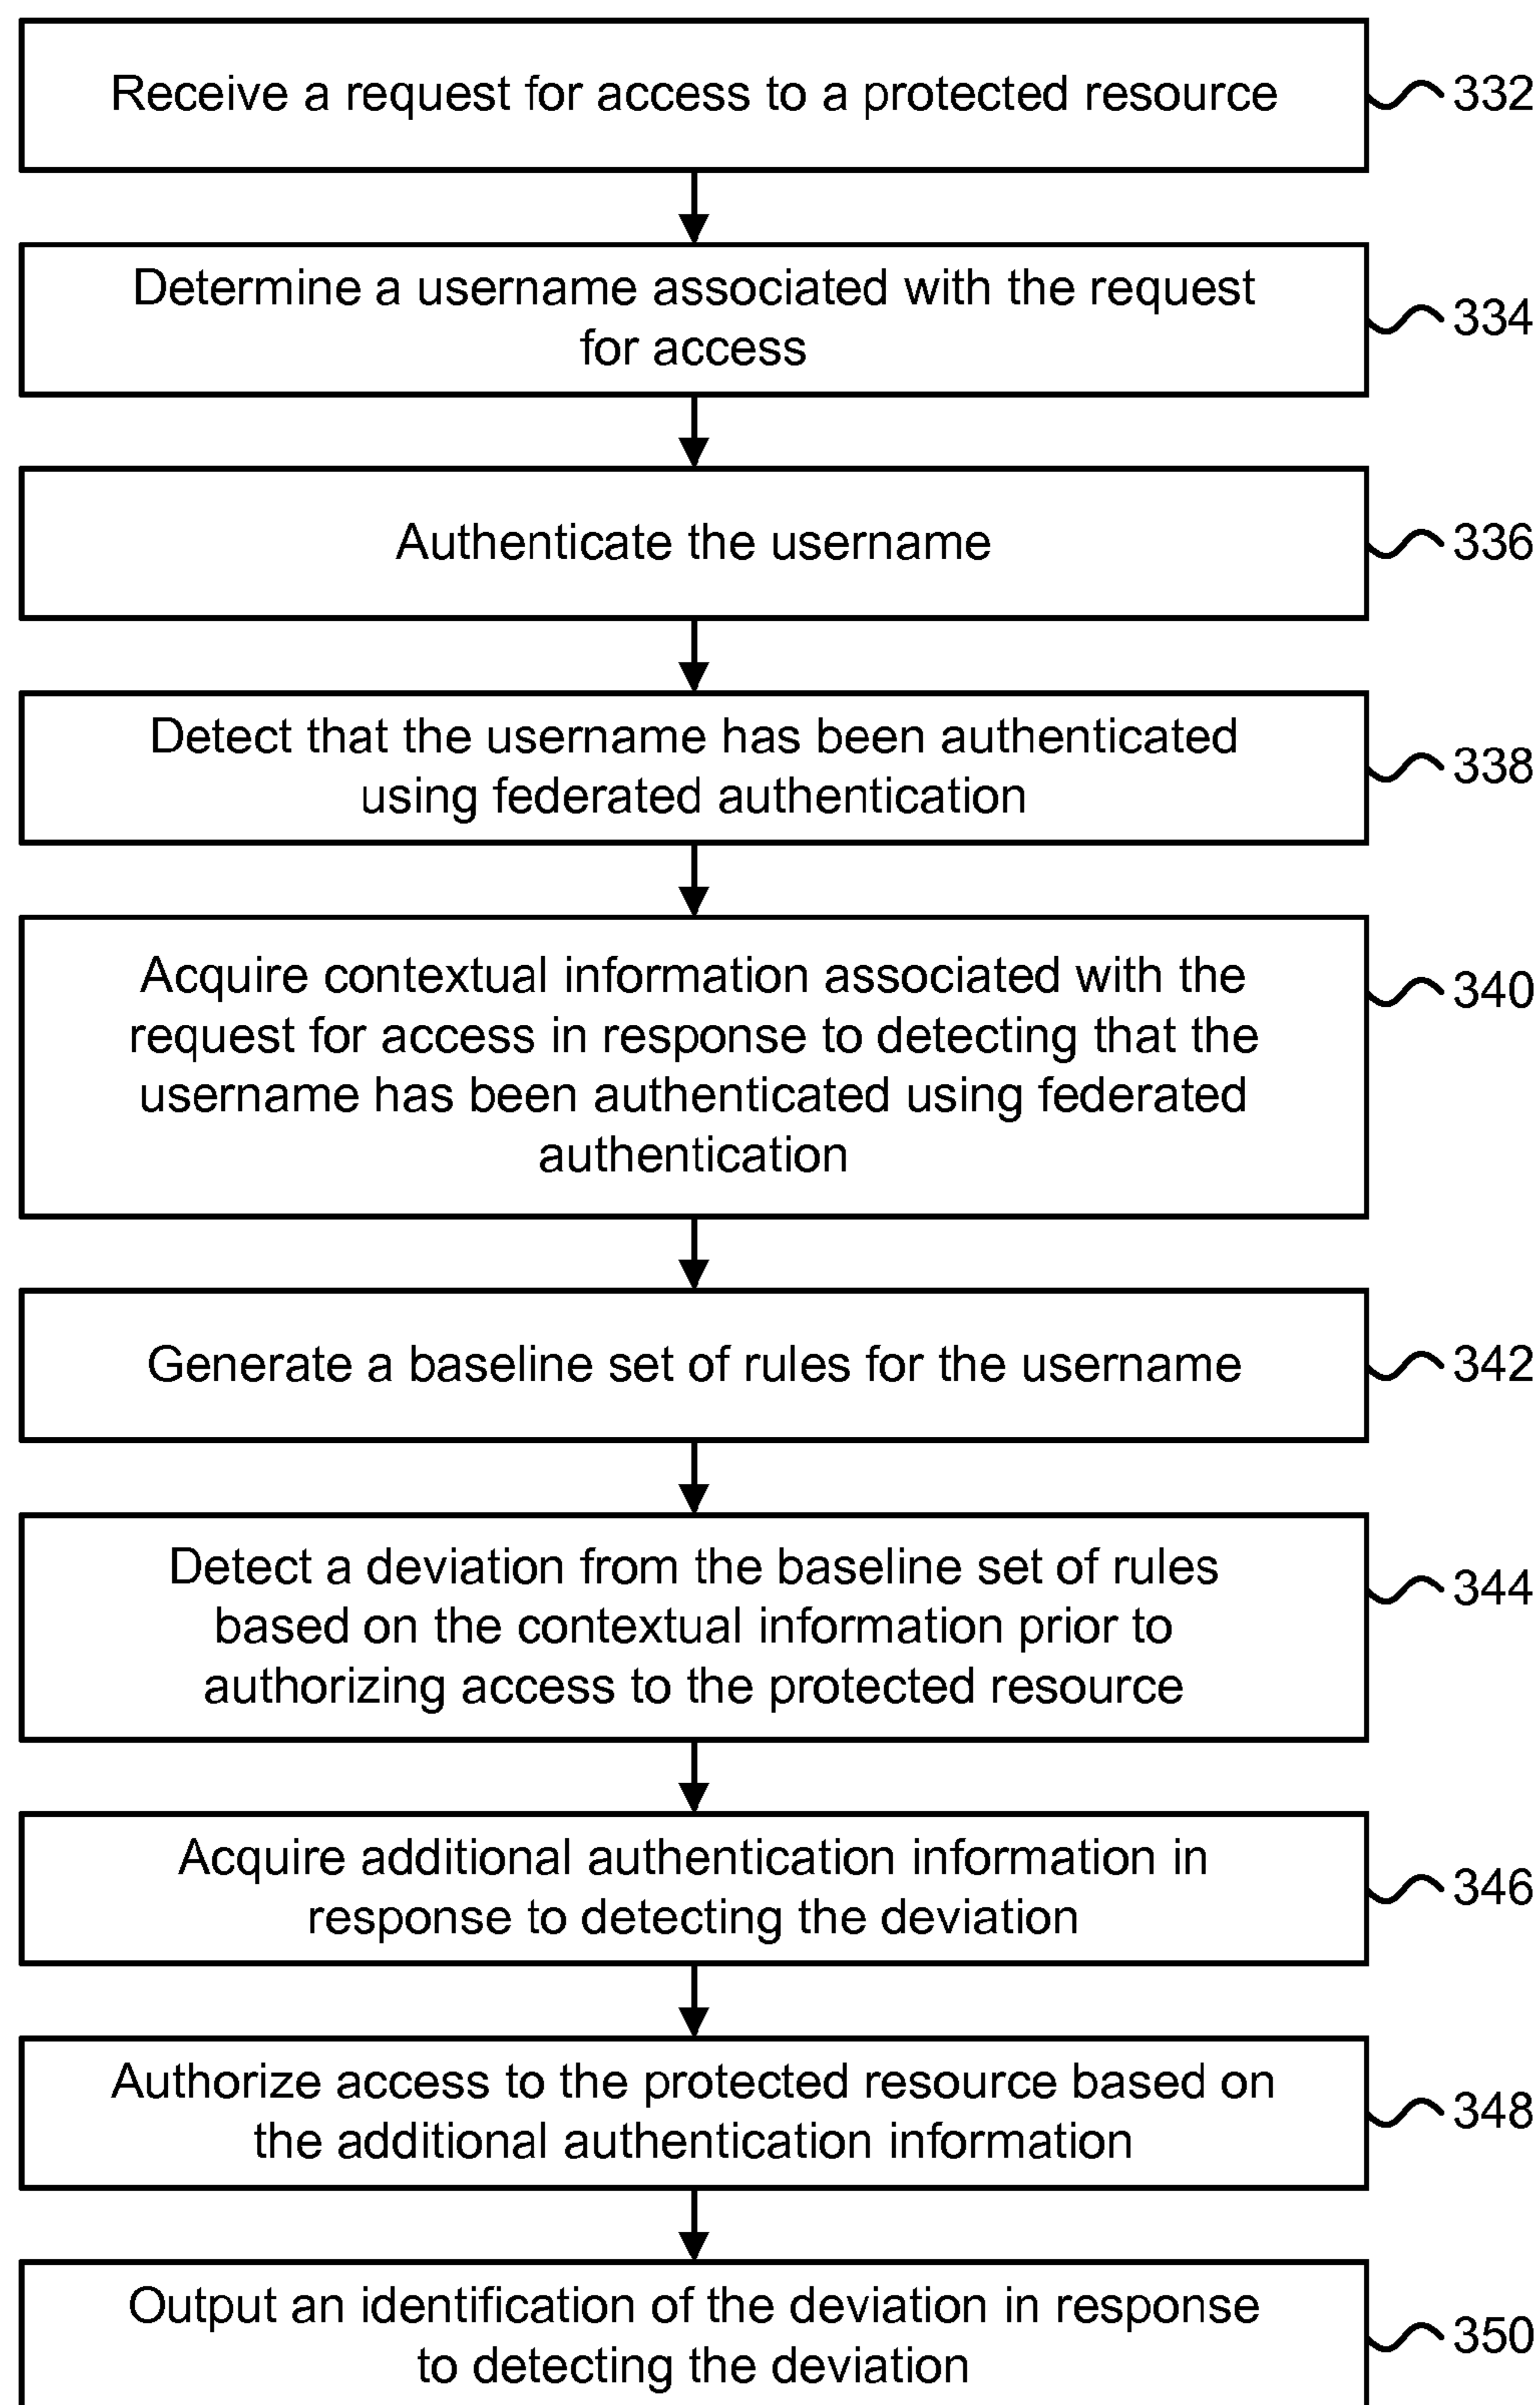 Receive a request for access to a protected resource
332
Determine a username associated with the request
for access
334
Authenticate the username
336
Detect that the username has been authenticated
using federated authentication
338
Acquire contextual information associated with the
request for access in response to detecting that the
username has been authenticated using federated
authentication
340
Generate a baseline set of rules for the username
342
Detect a deviation from the baseline set of rules
based on the contextual information prior to
authorizing access to the protected resource
344
Acquire additional authentication information in
response to detecting the deviation
346
Authorize access to the protected resource based on
the additional authentication information
348
Output an identification of the deviation in response
to detecting the deviation
350